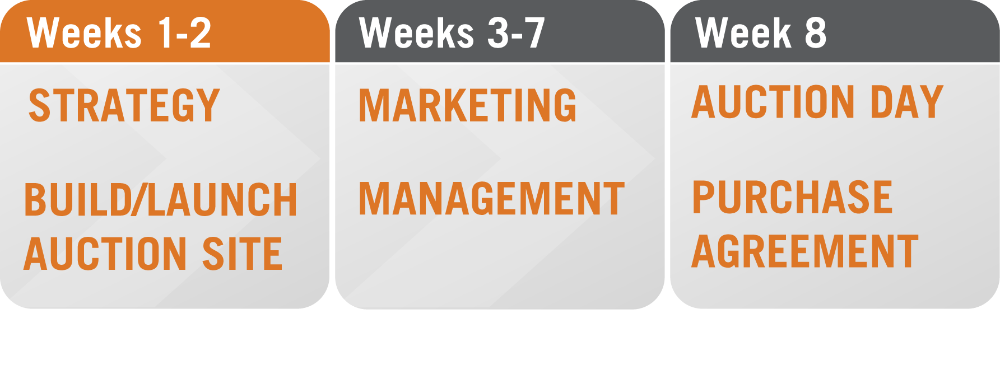 Weeks 1-2
STRATEGY
BUILD/LAUNCH
AUCTION SITE
Weeks 3-7
MARKETING
MANAGEMENT
Week 8
AUCTION DAY
PURCHASE
AGREEMENT